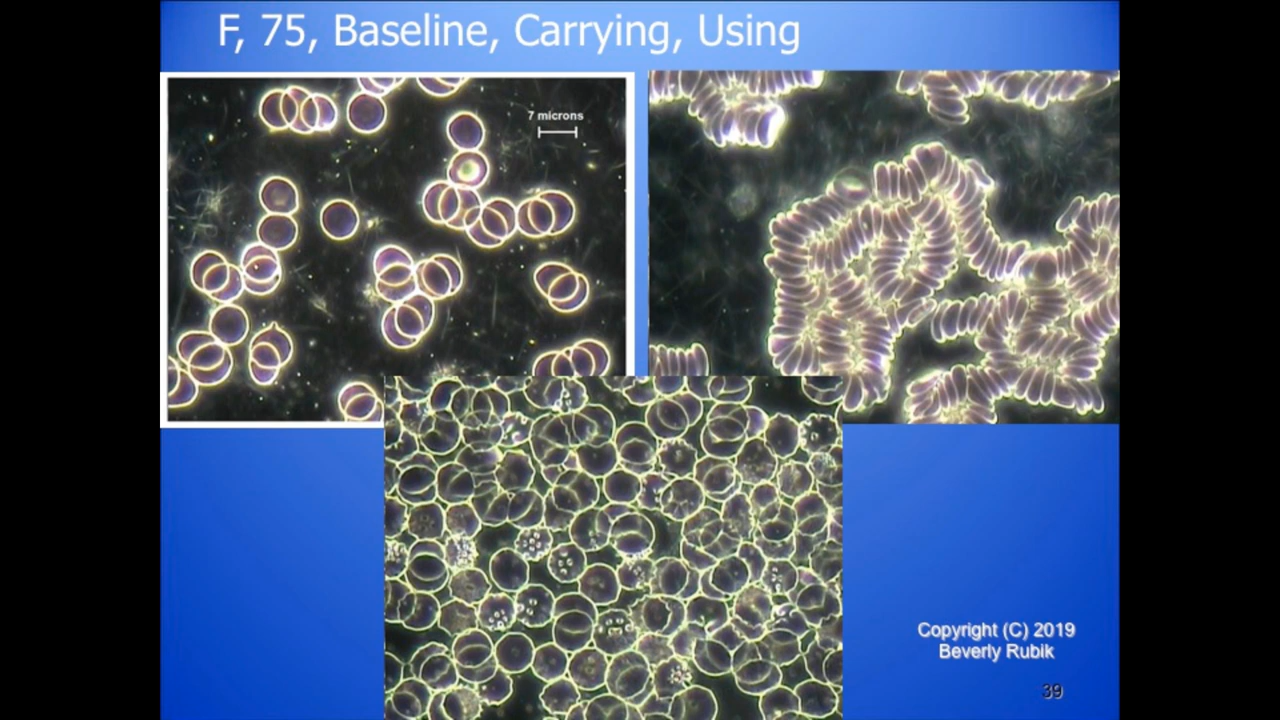 F, 75, Baseline, Carrying, Using
7 microns
Copyright (C) 2019
Beverly Rubik
39